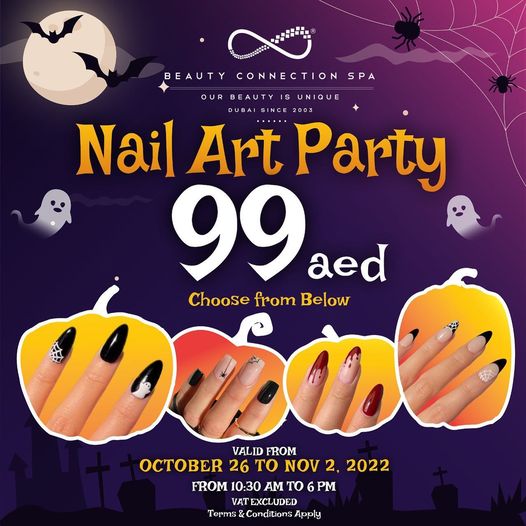 BEAUTY CONNECTION SPA
OUR BEAUTY IS UNIQUE
DUBAI SINCE 2003
Nail Art Party
99 aed
Choose from Below
VALID FROM
OCTOBER 26 TO NOV 2, 2022
FROM 10:30 AM TO 6 PM
VAT EXCLUDED
Terms & Conditions Apply